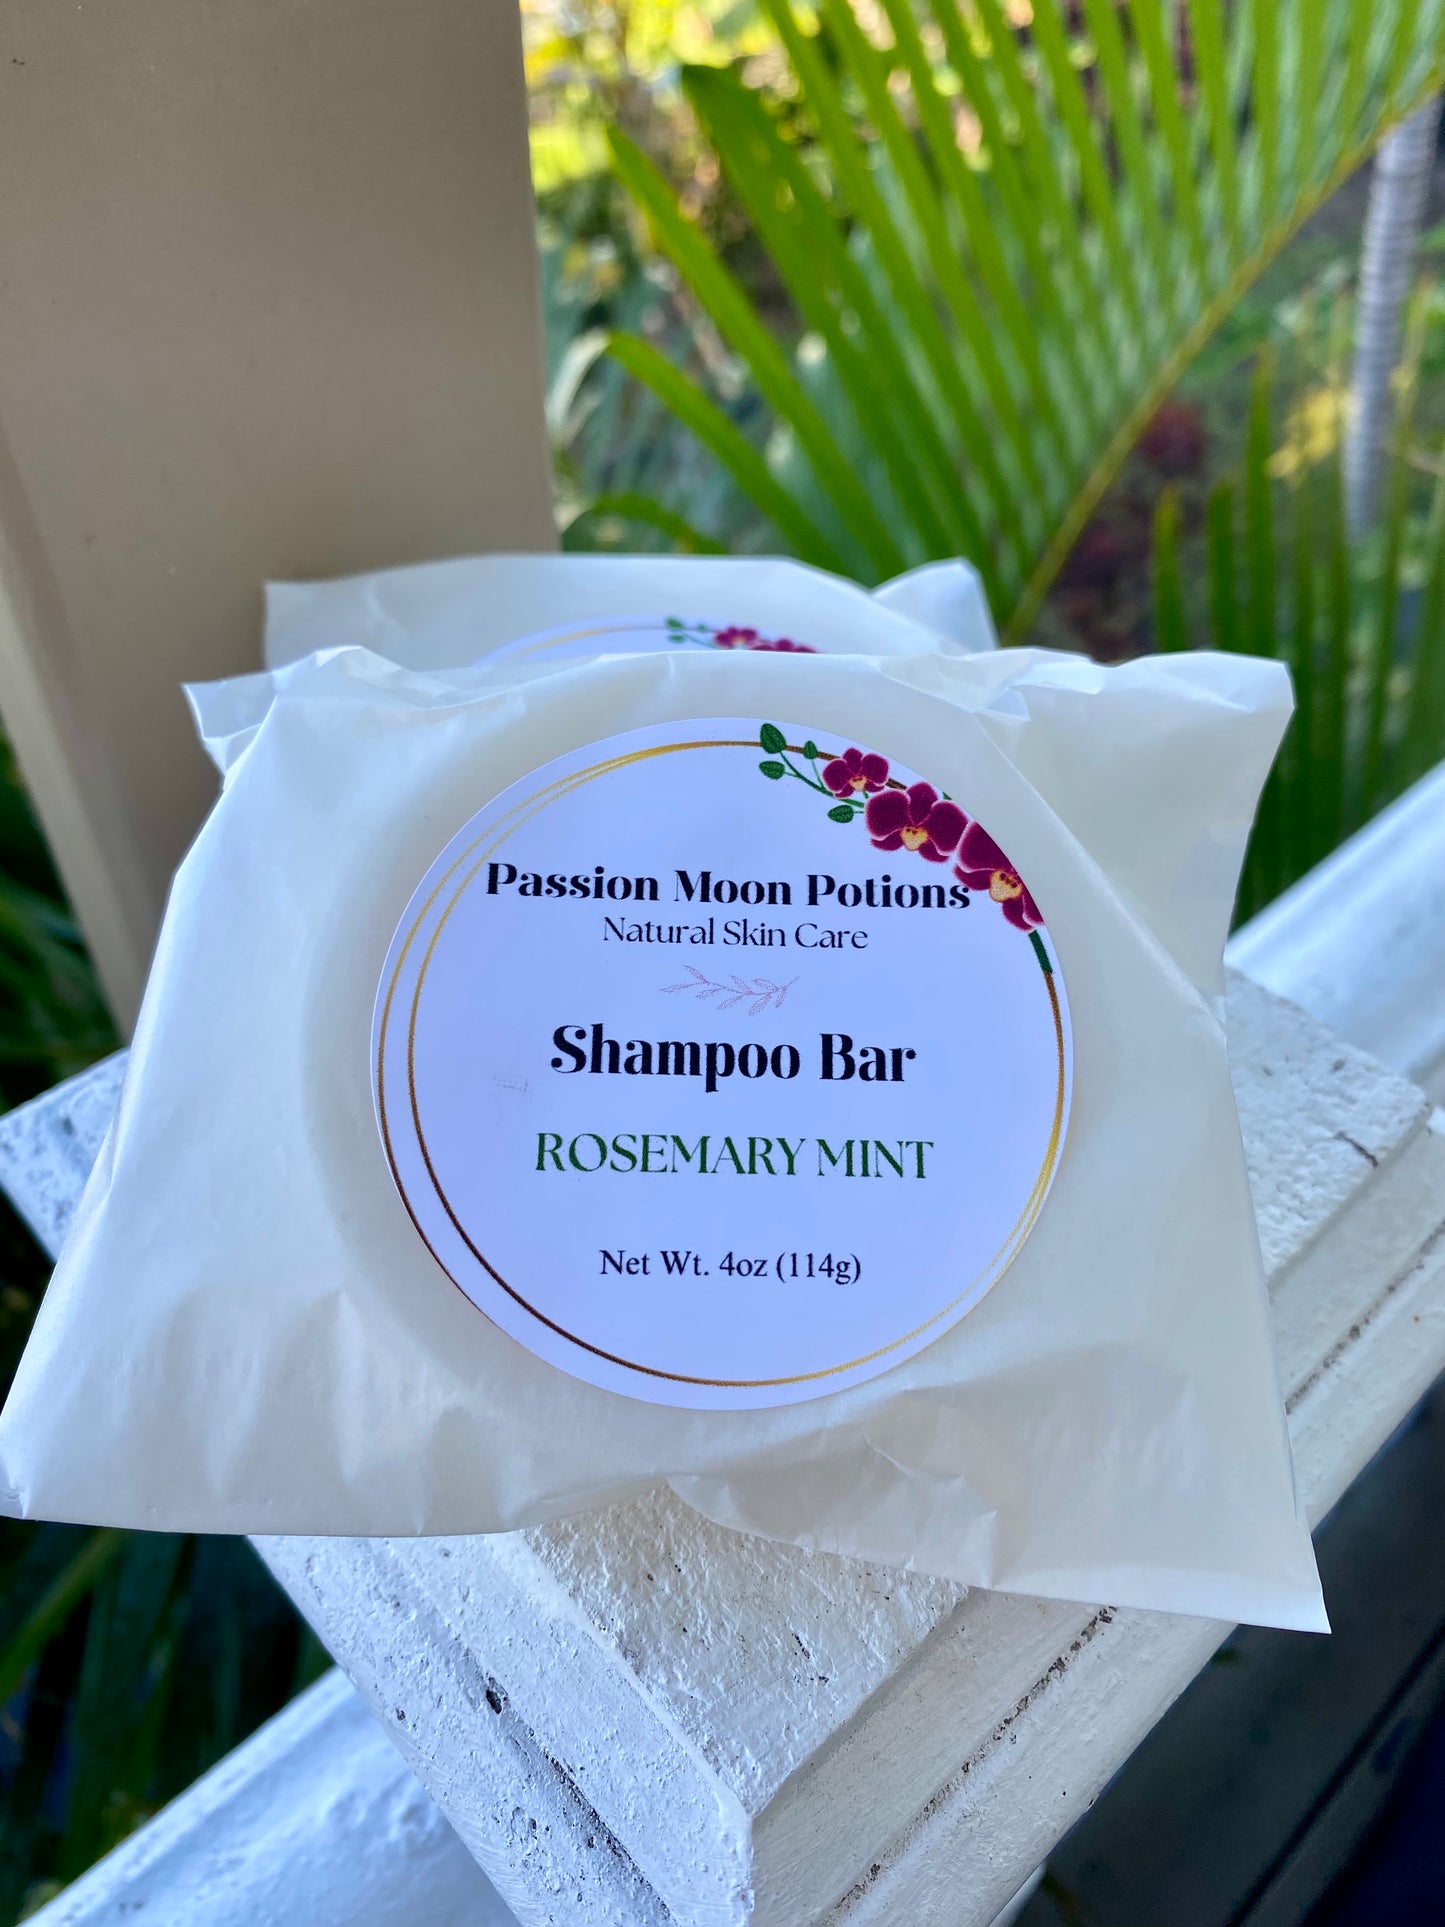 Passion Moon Potions
Natural Skin Care
Shampoo Bar
ROSEMARY MINT
Net Wt. 4oz (114g)